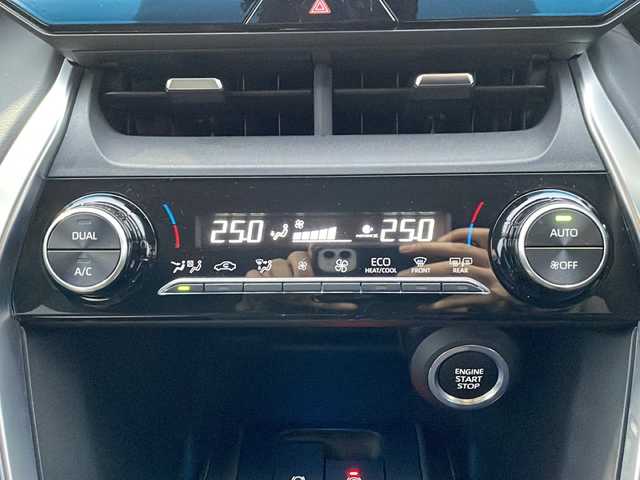 25.0 25.0
DUAL
A/C
AUTO
OFF
ECO
HEAT/COOL
FRONT
REAR
ENGINE
START
STOP